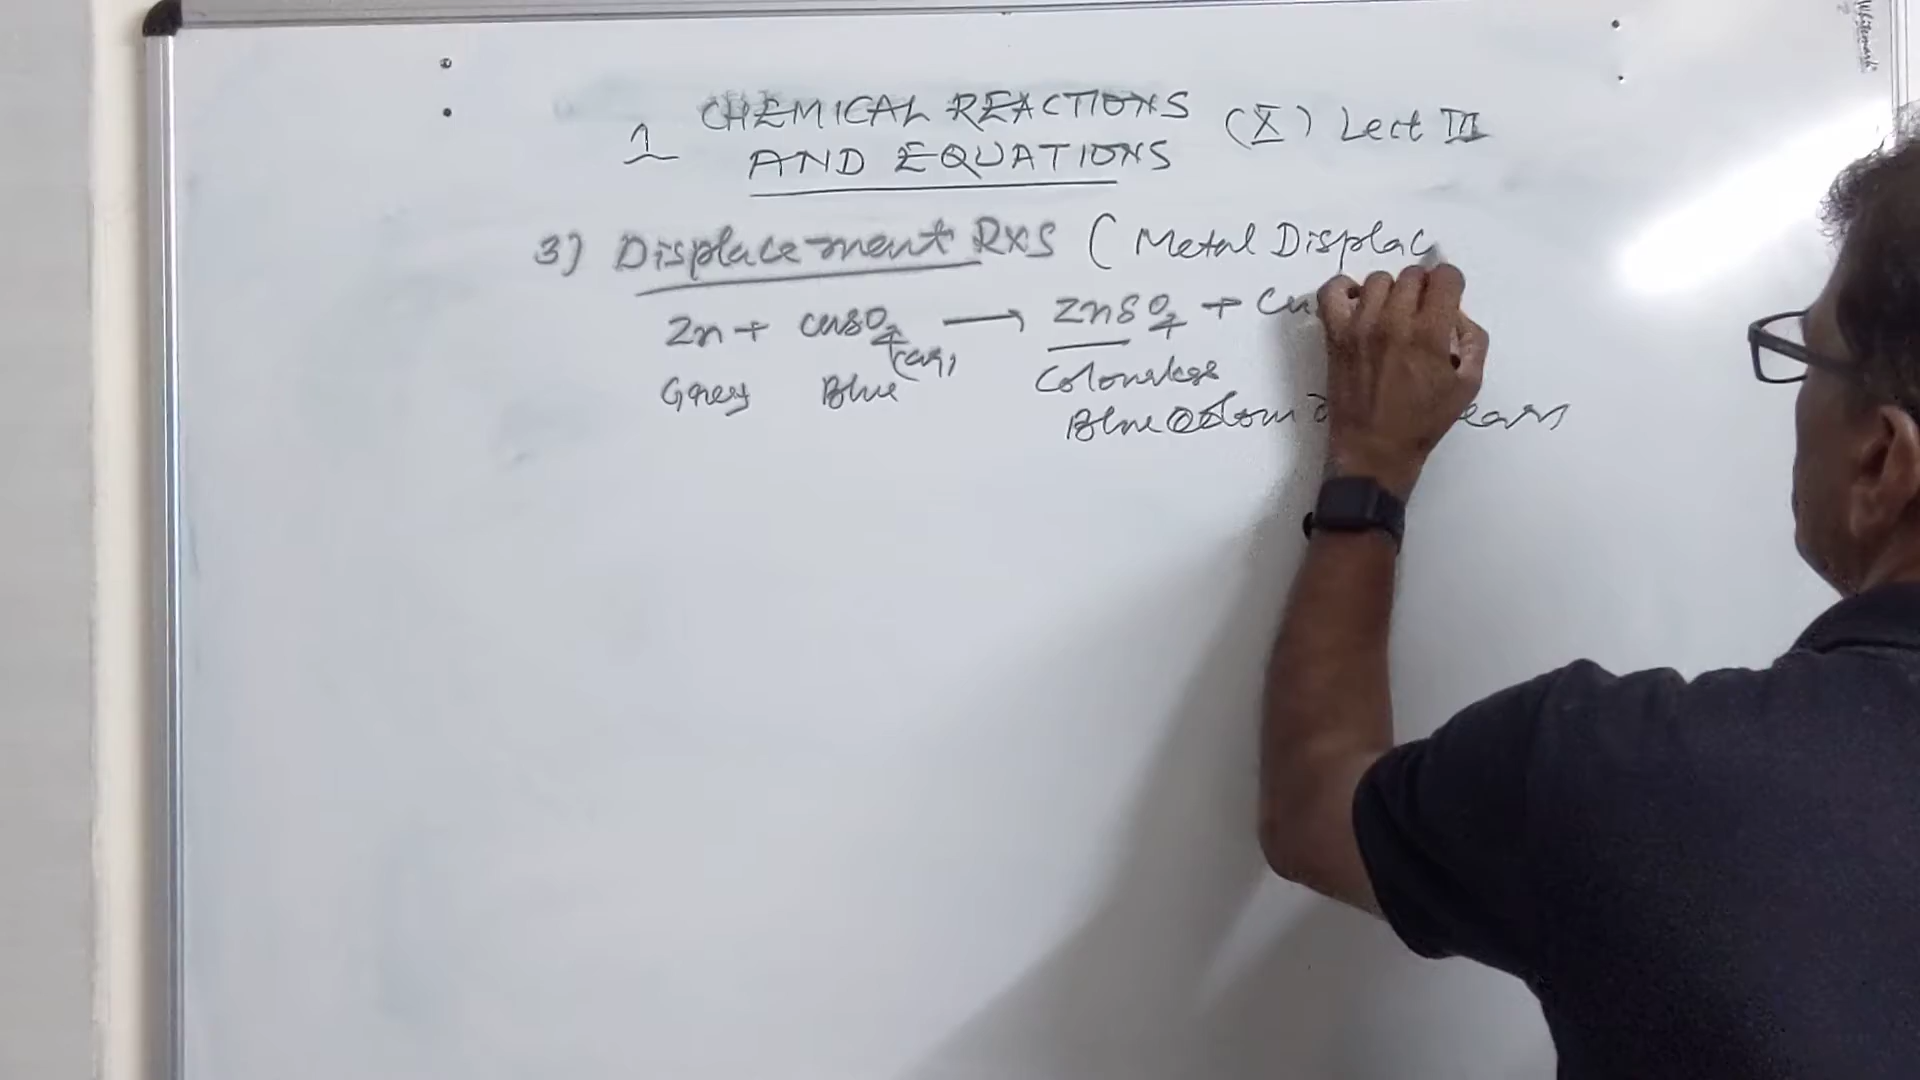 1 CHEMICAL REACTIONS (X) Lect III
AND EQUATIONS
3) Displacement Rxs (Metal Displac
Zn + CuSO4(aq) → ZnSO4 + Cu
Grey Blue Colourless
Blue Colour
Whitemark